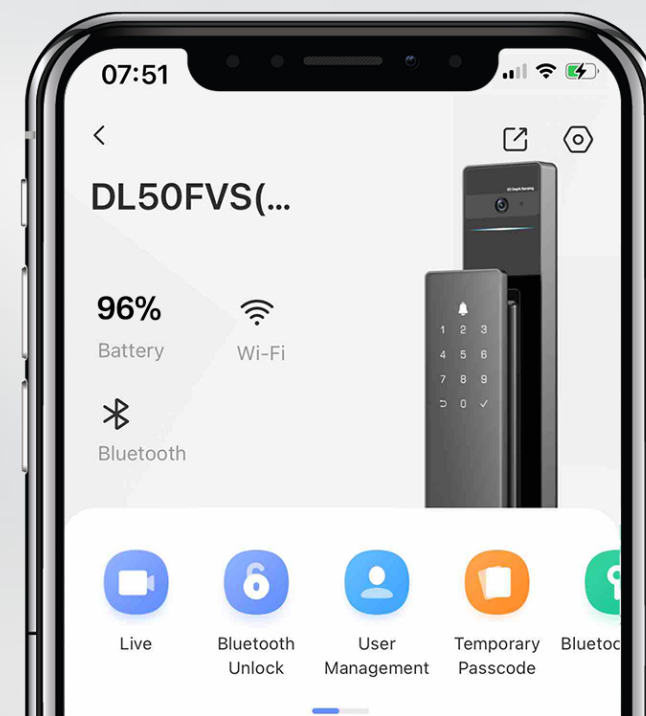 07:51
DL50FVS(...
96%
Battery
Wi-Fi
Bluetooth
1 2 3
4 5 6
7 8 9
0
Live
Bluetooth
Unlock
User
Management
Temporary
Passcode